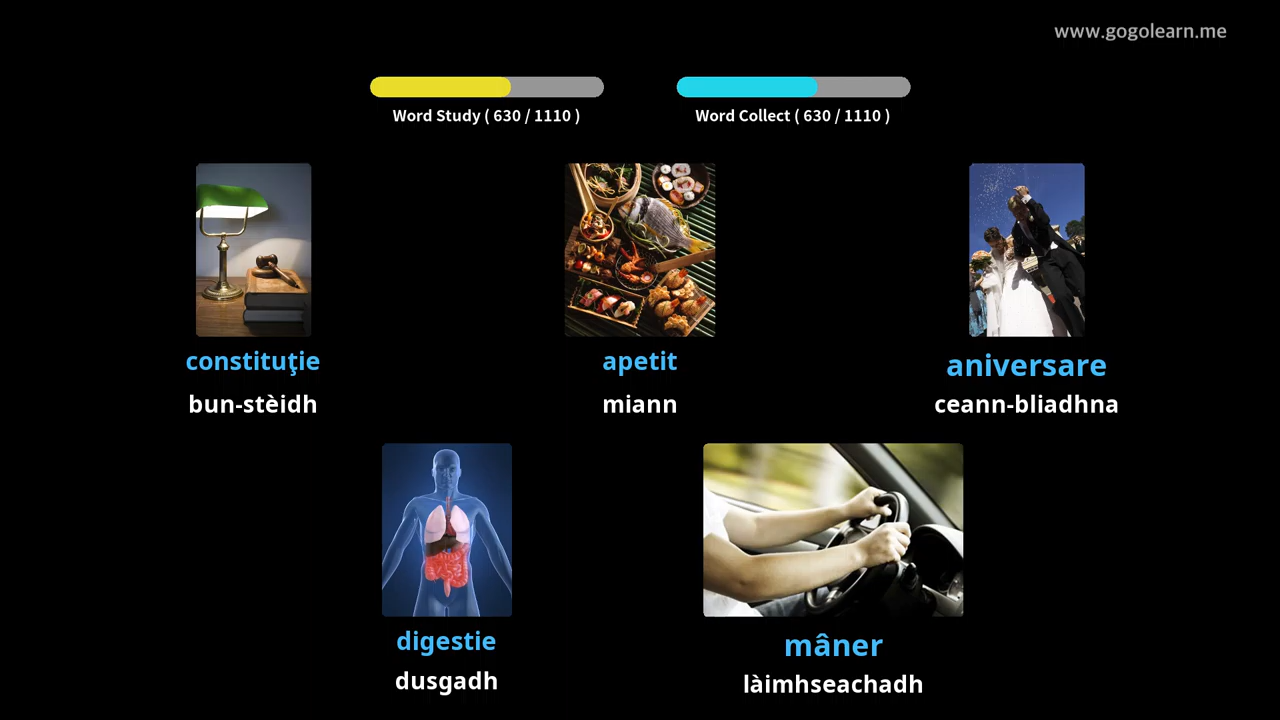 www.gogolearn.me
Word Study ( 630 / 1110 )
Word Collect ( 630 / 1110 )
constituţie
apetit
aniversare
bun-stèidh
miann
ceann-bliadhna
digestie
mâner
dusgadh
làimhseachadh